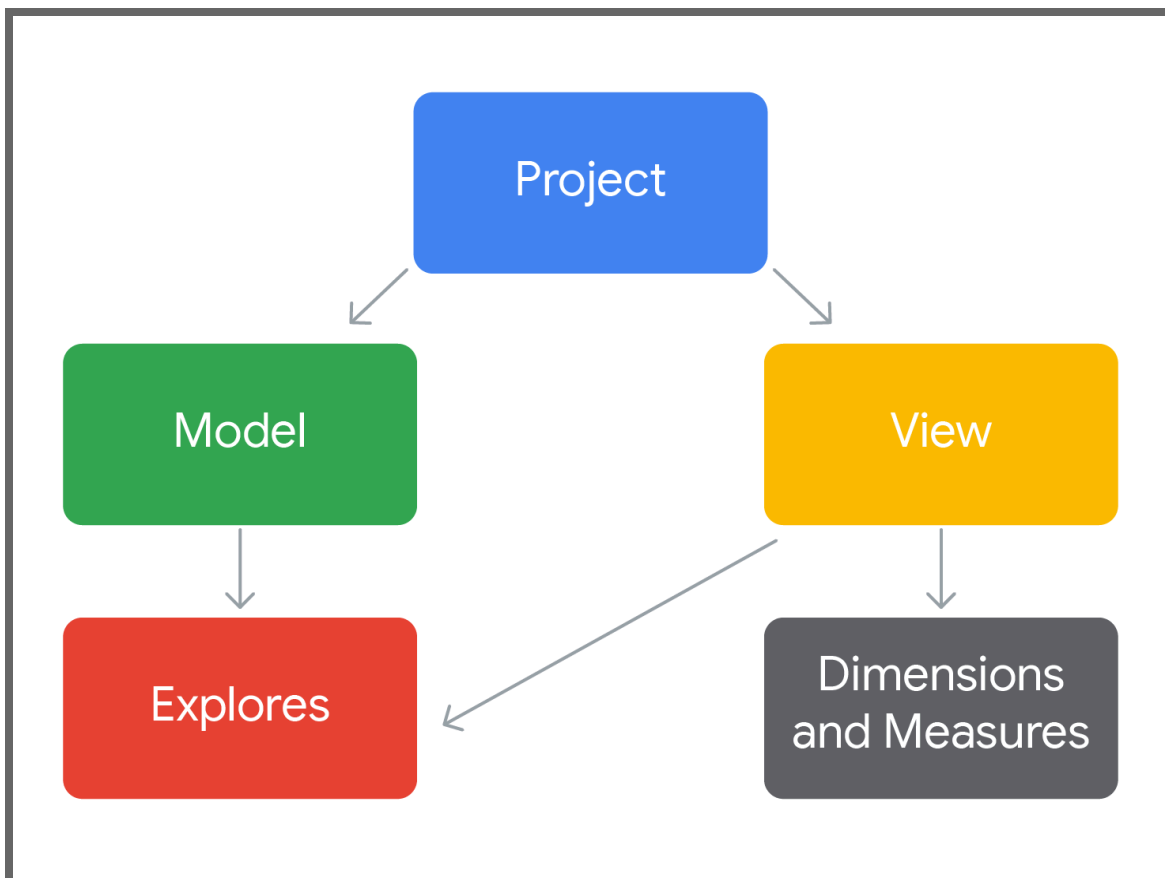 Project
Model
View
Explores
Dimensions
and Measures